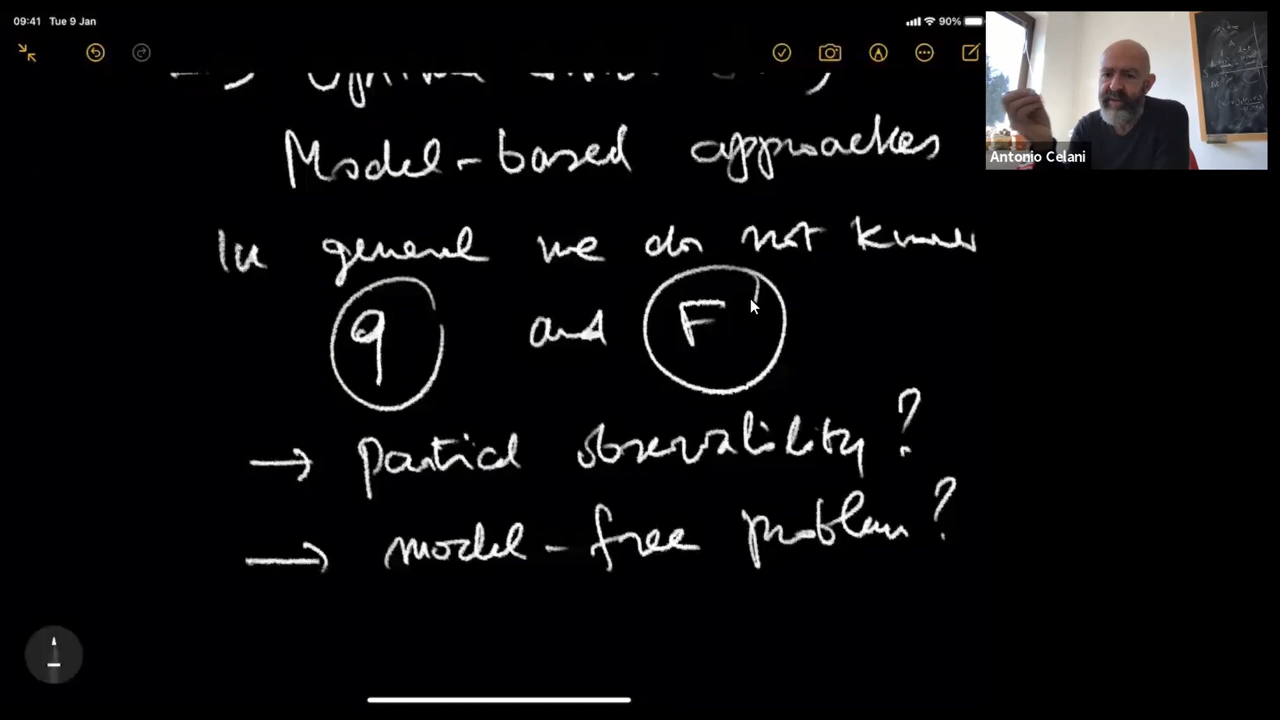 09:41 Tue 9 Jan 90%
Model-based approaches
Antonio Celani
In general we do not know
q and F
→ partial observability?
→ model-free problem?